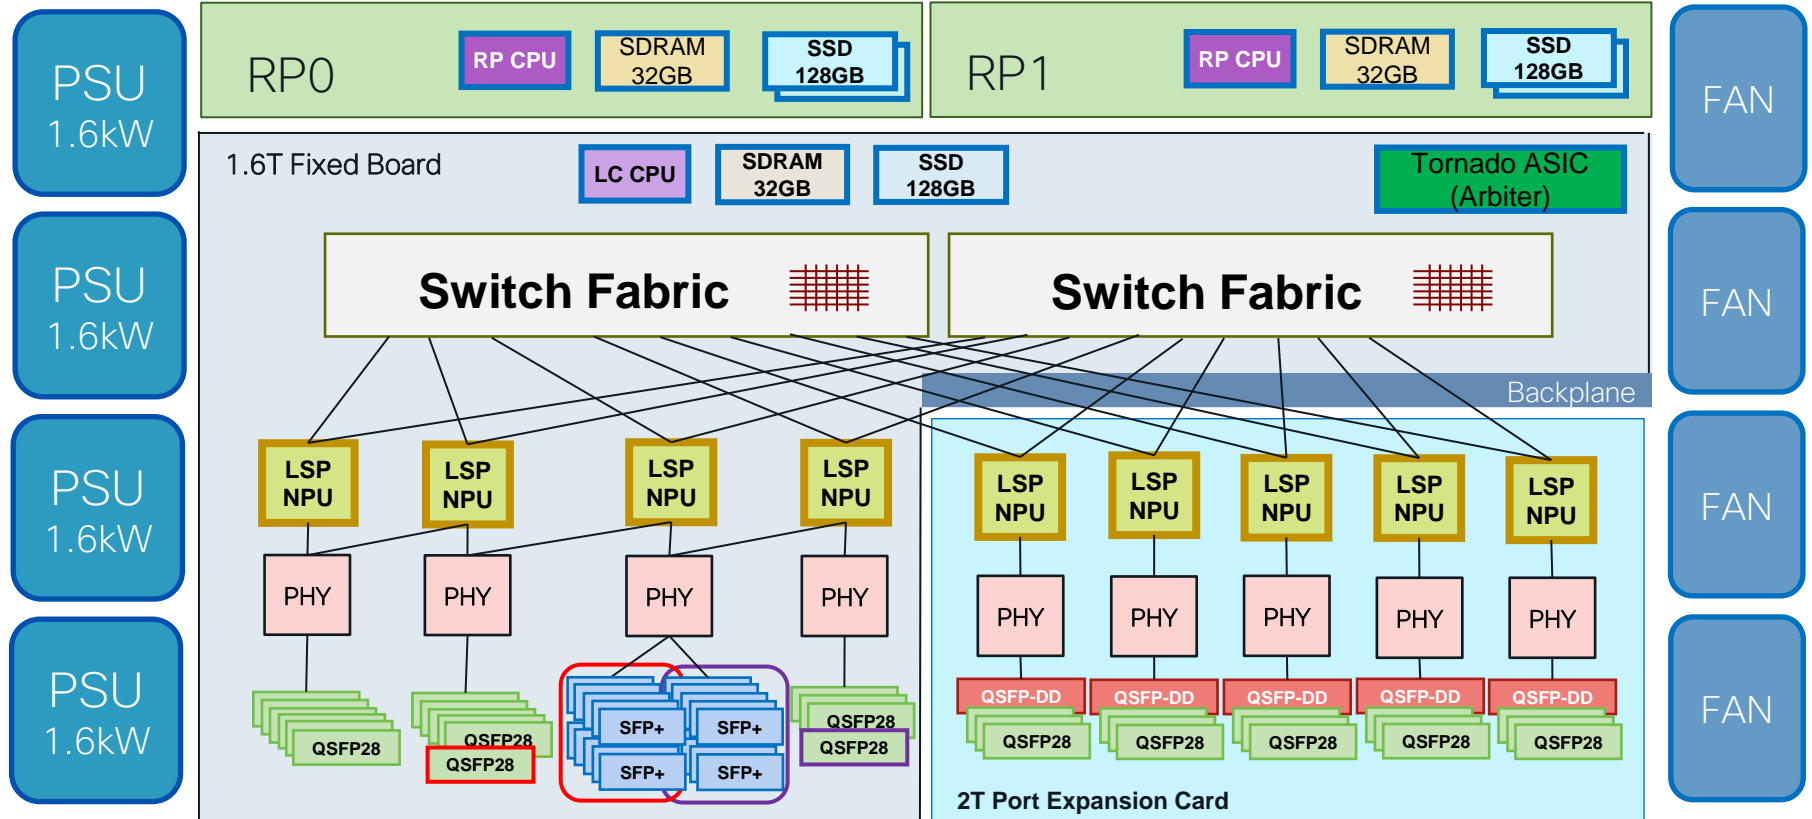 PSU
1.6kW
RP0
RP CPU
SDRAM
32GB
SSD
128GB
RP1
RP CPU
SDRAM
32GB
SSD
128GB
FAN
1.6T Fixed Board
LC CPU
SDRAM
32GB
SSD
128GB
Tornado ASIC
(Arbiter)
PSU
1.6kW
Switch Fabric
Switch Fabric
FAN
Backplane
PSU
1.6kW
LSP
NPU
LSP
NPU
LSP
NPU
LSP
NPU
LSP
NPU
LSP
NPU
LSP
NPU
LSP
NPU
LSP
NPU
FAN
PHY
PHY
PHY
PHY
PHY
PHY
PHY
PHY
PHY
PSU
1.6kW
QSFP28
QSFP28
QSFP28
SFP+
SFP+
SFP+
SFP+
QSFP28
QSFP28
QSFP-DD
QSFP-DD
QSFP-DD
QSFP-DD
QSFP-DD
QSFP28
QSFP28
QSFP28
QSFP28
QSFP28
FAN
2T Port Expansion Card